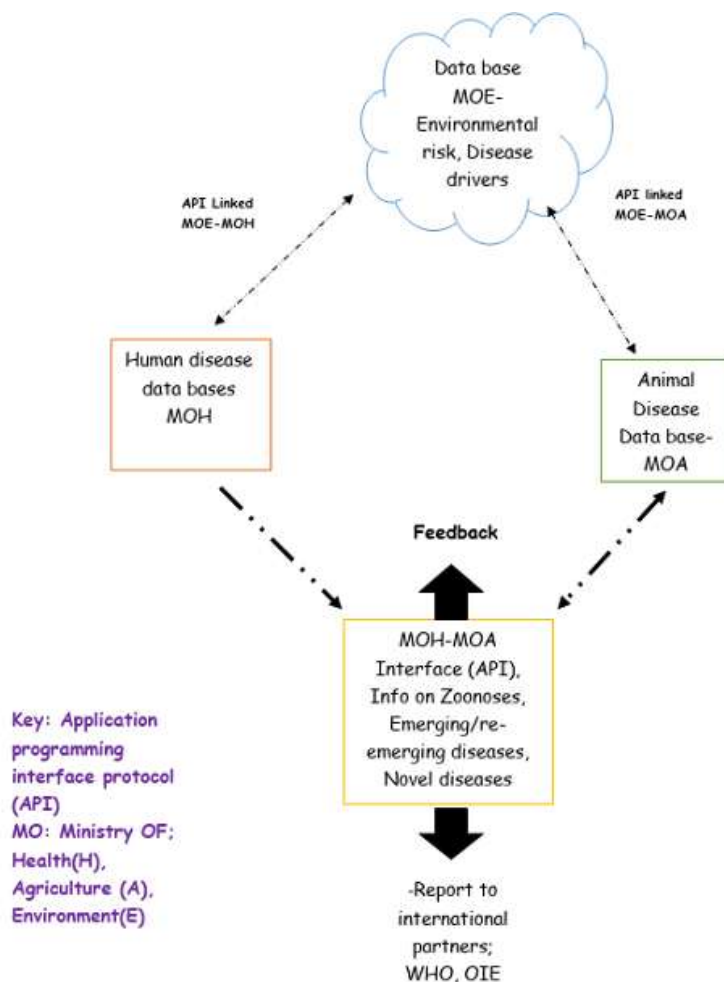 Data base
MOE-
Environmental
risk, Disease
drivers
API Linked
MOE-MOH
API linked
MOE-MOA
Human disease
data bases
MOH
Animal
Disease
Data base-
MOA
Feedback
MOH-MOA
Interface (API),
Info on Zoonoses,
Emerging/re-
emerging diseases,
Novel diseases
Key: Application
programming
interface protocol
(API)
MO: Ministry OF;
Health(H),
Agriculture (A),
Environment(E)
-Report to
international
partners;
WHO, OIE